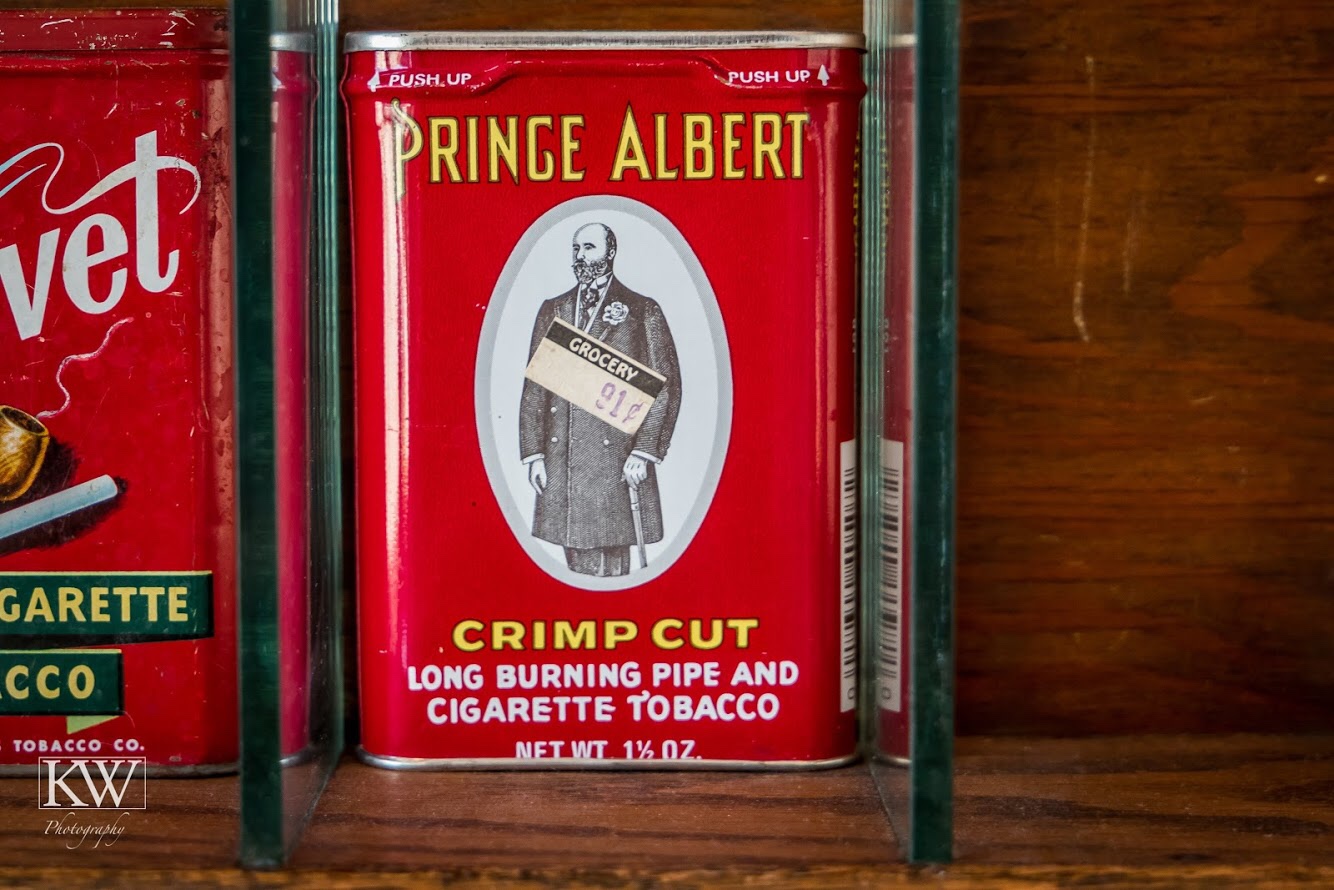 PUSH UP
PUSH UP
PRINCE ALBERT
GROCERY
91¢
CRIMP CUT
LONG BURNING PIPE AND
CIGARETTE TOBACCO
NET WT. 1½ OZ.
vet
GARETTE
CCO
TOBACCO CO.
KW
Photography